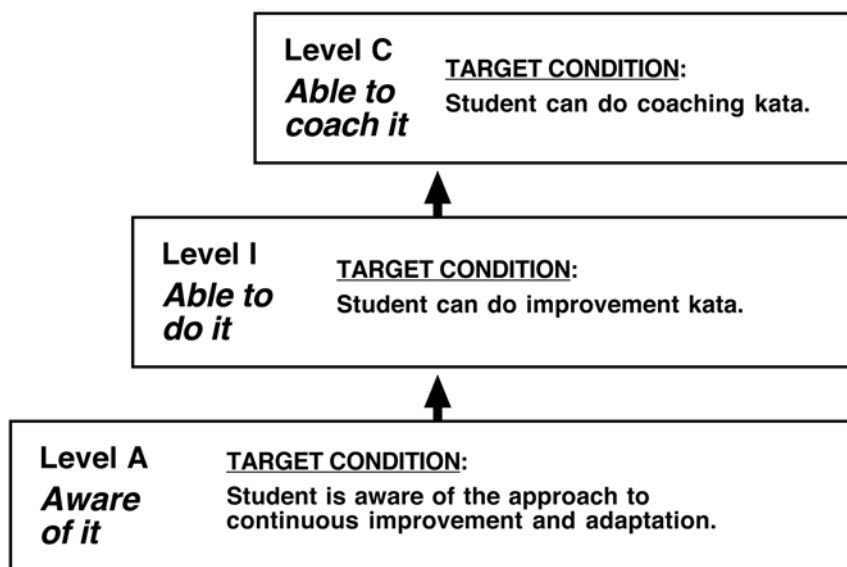 Level C
Able to
coach it
TARGET CONDITION:
Student can do coaching kata.
Level I
Able to
do it
TARGET CONDITION:
Student can do improvement kata.
Level A
Aware
of it
TARGET CONDITION:
Student is aware of the approach to
continuous improvement and adaptation.